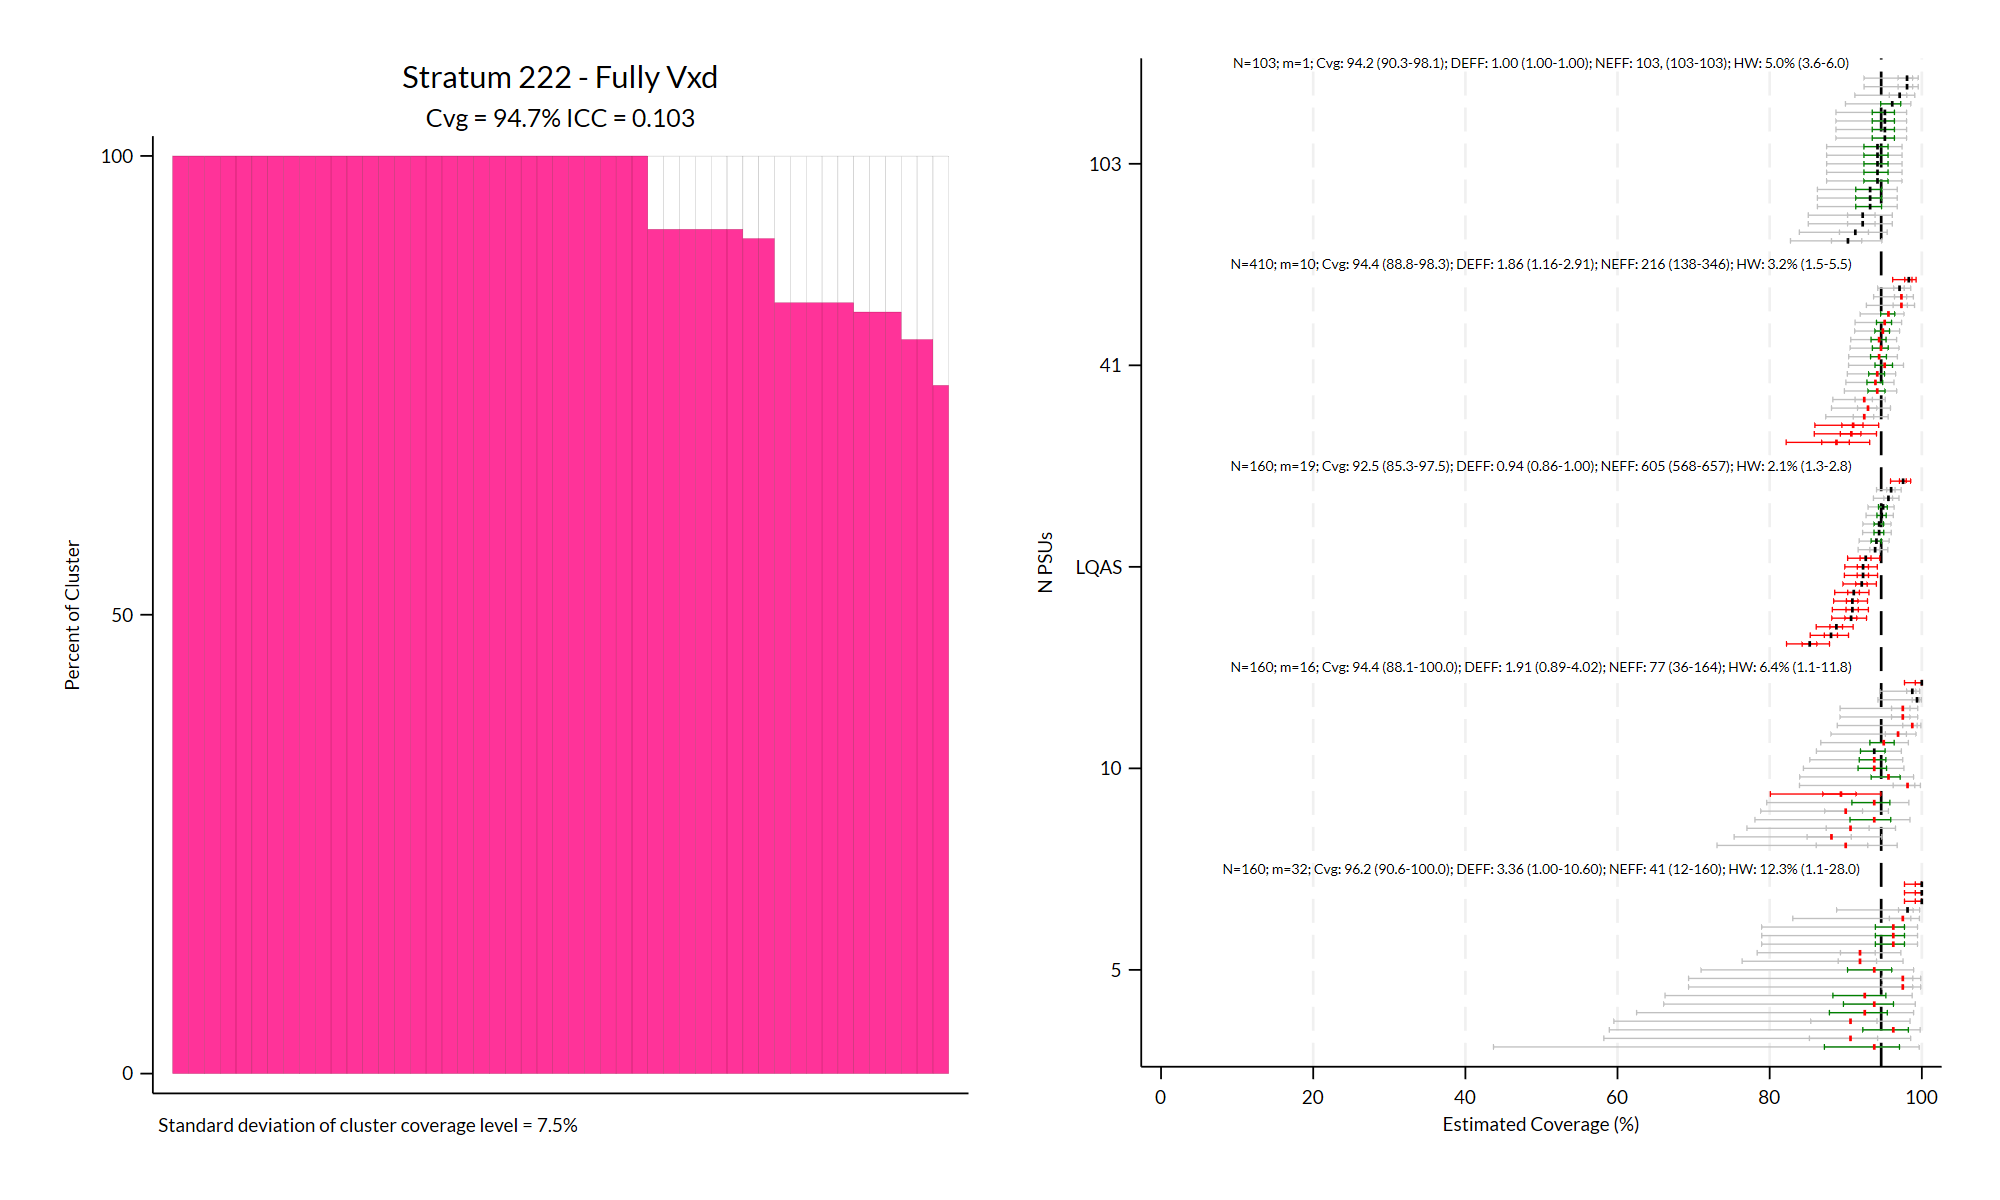 Stratum 222 - Fully Vxd
Cvg = 94.7% ICC = 0.103
100
50
0
Percent of Cluster
Standard deviation of cluster coverage level = 7.5%
N=103; m=1; Cvg: 94.2 (90.3-98.1); DEFF: 1.00 (1.00-1.00); NEFF: 103, (103-103); HW: 5.0% (3.6-6.0)
103
N=410; m=10; Cvg: 94.4 (88.8-98.3); DEFF: 1.86 (1.16-2.91); NEFF: 216 (138-346); HW: 3.2% (1.5-5.5)
41
N=160; m=19; Cvg: 92.5 (85.3-97.5); DEFF: 0.94 (0.86-1.00); NEFF: 605 (568-657); HW: 2.1% (1.3-2.8)
N PSUs
LQAS
N=160; m=16; Cvg: 94.4 (88.1-100.0); DEFF: 1.91 (0.89-4.02); NEFF: 77 (36-164); HW: 6.4% (1.1-11.8)
10
N=160; m=32; Cvg: 96.2 (90.6-100.0); DEFF: 3.36 (1.00-10.60); NEFF: 41 (12-160); HW: 12.3% (1.1-28.0)
5
0 20 40 60 80 100
Estimated Coverage (%)